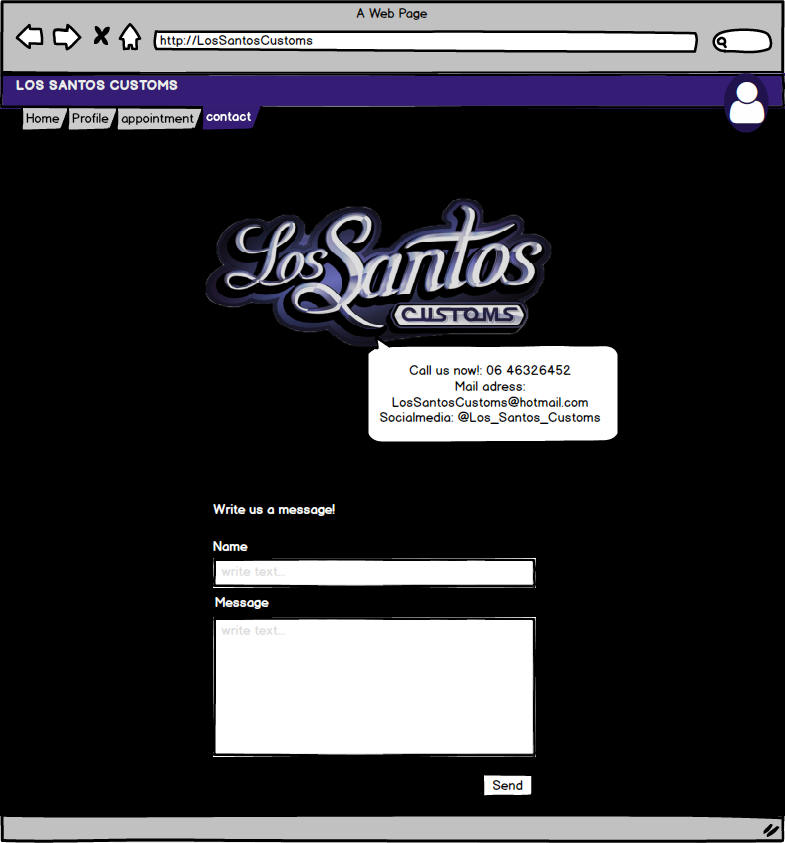 A Web Page
http://LosSantosCustoms
LOS SANTOS CUSTOMS
Home Profile appointment contact
Los Santos
CUSTOMS
Call us now!: 06 46326452
Mail adress:
LosSantosCustoms@hotmail.com
Socialmedia: @Los_Santos_Customs
Write us a message!
Name
write text...
Message
write text...
Send